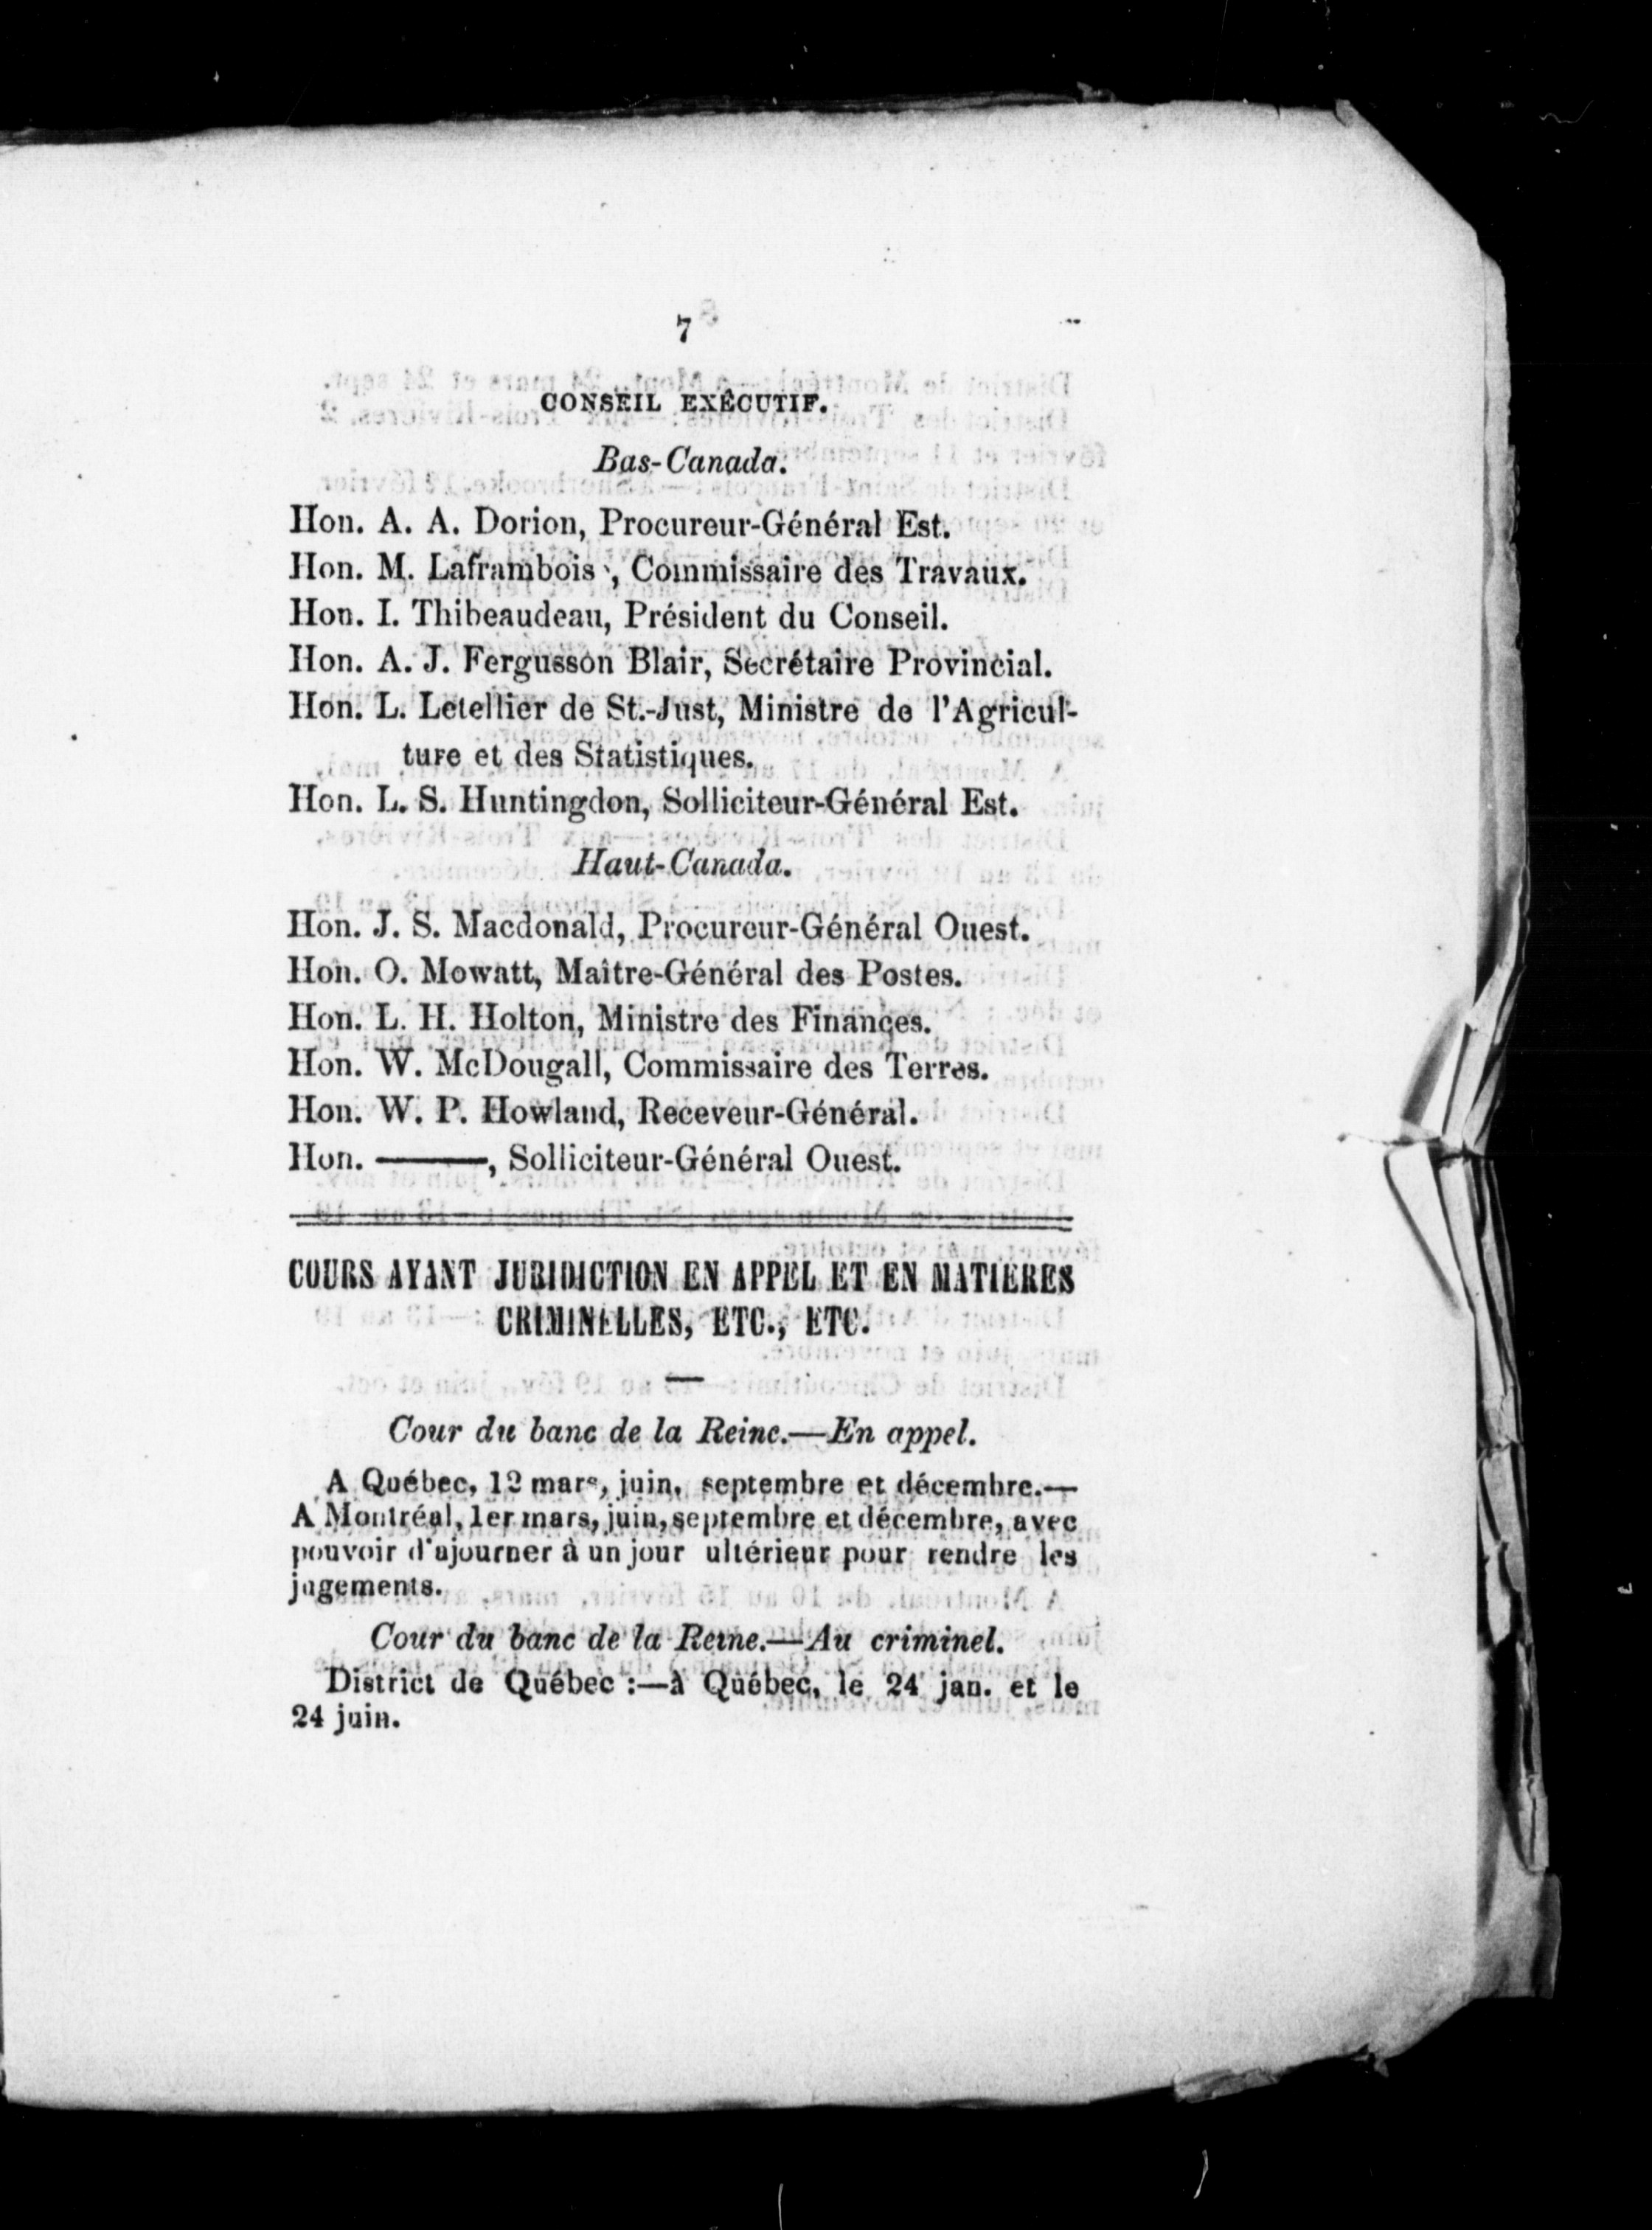 7
CONSEIL EXÉCUTIF.
Bas-Canada.
Hon. A. A. Dorion, Procureur-Général Est.
Hon. M. Laframbois, Commissaire des Travaux.
Hon. I. Thibeaudeau, Président du Conseil.
Hon. A. J. Fergusson Blair, Secrétaire Provincial.
Hon. L. Letellier de St.-Just, Ministre de l'Agricul-
ture et des Statistiques.
Hon. L. S. Huntingdon, Solliciteur-Général Est.
Haut-Canada.
Hon. J. S. Macdonald, Procureur-Général Ouest.
Hon. O. Mowatt, Maître-Général des Postes.
Hon. L. H. Holton, Ministre des Finances.
Hon. W. McDougall, Commissaire des Terres.
Hon. W. P. Howland, Receveur-Général.
Hon. ———, Solliciteur-Général Ouest.
COURS AYANT JURIDICTION EN APPEL ET EN MATIÈRES
CRIMINELLES, ETC., ETC.
Cour du banc de la Reine.—En appel.
A Québec, 12 mars, juin, septembre et décembre.—
A Montréal, 1er mars, juin, septembre et décembre, avec
pouvoir d'ajourner à un jour ultérieur pour rendre les
jugements.
Cour du banc de la Reine.—Au criminel.
District de Québec :—à Québec, le 24 jan. et le
24 juin.